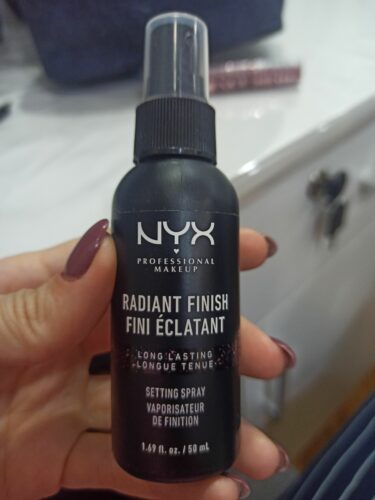 NYX
PROFESSIONAL
MAKEUP
RADIANT FINISH
FINI ÉCLATANT
LONG LASTING
LONGUE TENUE
SETTING SPRAY
VAPORISATEUR
DE FINITION
1.69 fl. oz. / 50 mL